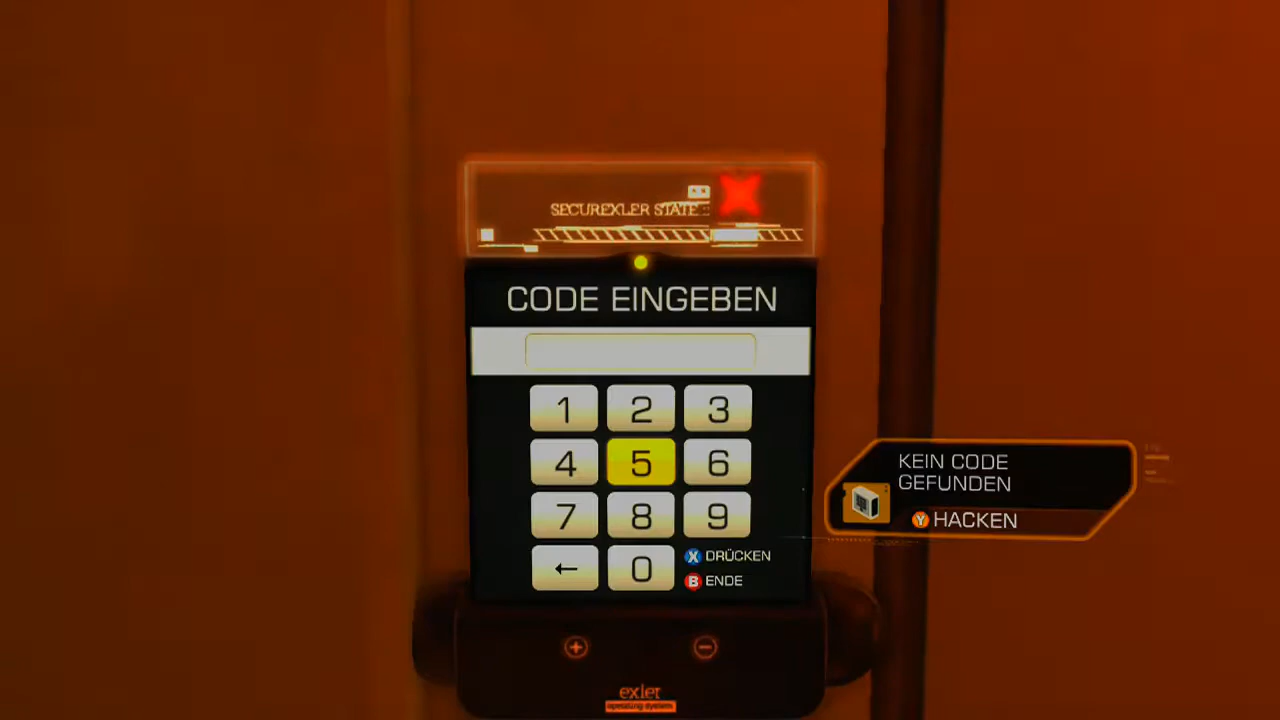 SECUREXLER STATE
CODE EINGEBEN
1 2 3
4 5 6
7 8 9
← 0
X DRÜCKEN
B ENDE
KEIN CODE
GEFUNDEN
Y HACKEN
exlet
operating system